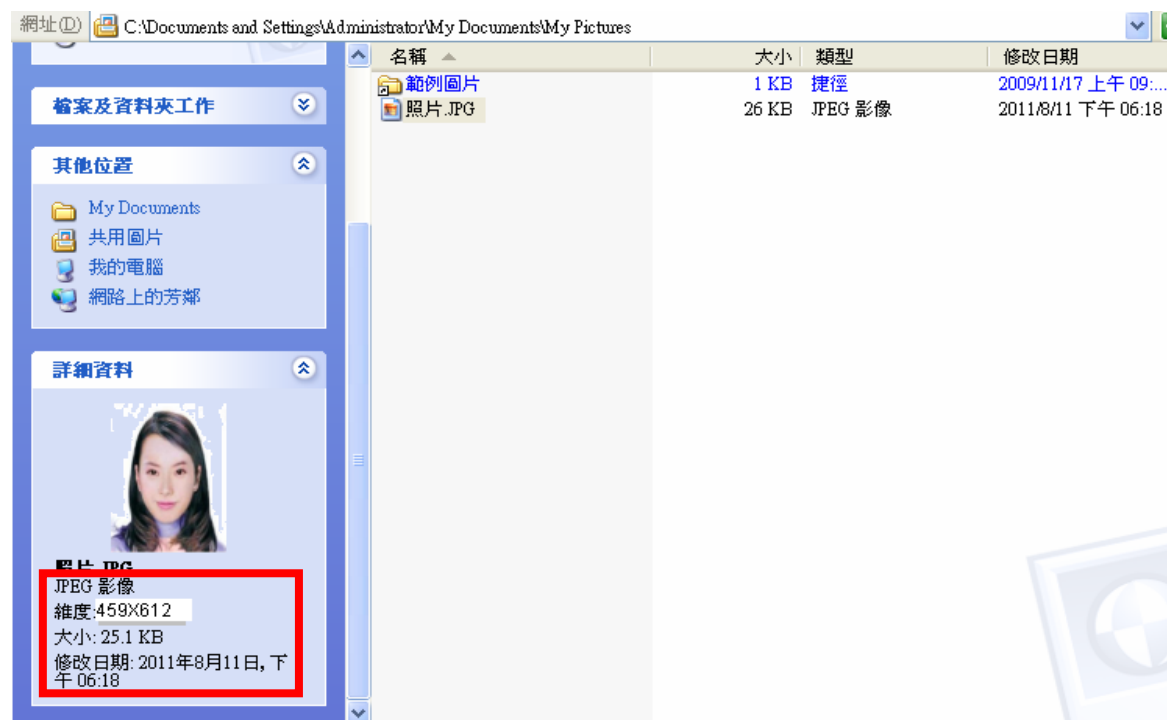 網址(D) C:\Documents and Settings\Administrator\My Documents\My Pictures
名稱 大小 類型 修改日期
範例圖片 1 KB 捷徑 2009/11/17 上午 09:...
照片.JPG 26 KB JPEG 影像 2011/8/11 下午 06:18
檔案及資料夾工作
其他位置
My Documents
共用圖片
我的電腦
網路上的芳鄰
詳細資料
照片.JPG
JPEG 影像
維度:459X612
大小: 25.1 KB
修改日期: 2011年8月11日, 下
午 06:18